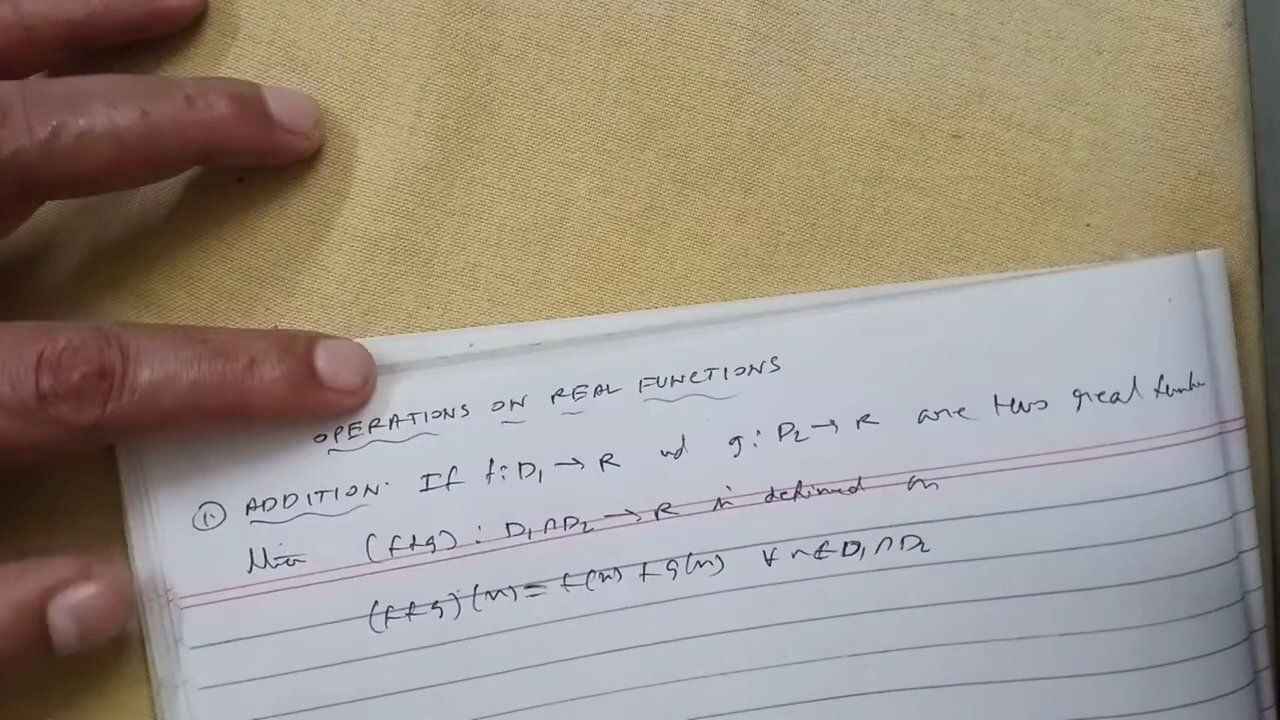 OPERATIONS ON REAL FUNCTIONS
① ADDITION: If f: D₁ → R and g: D₂ → R are two real
(f+g) : D₁∩D₂ → R is defined as
(f+g)(x) = f(x) + g(x) ∀ x ∈ D₁∩D₂